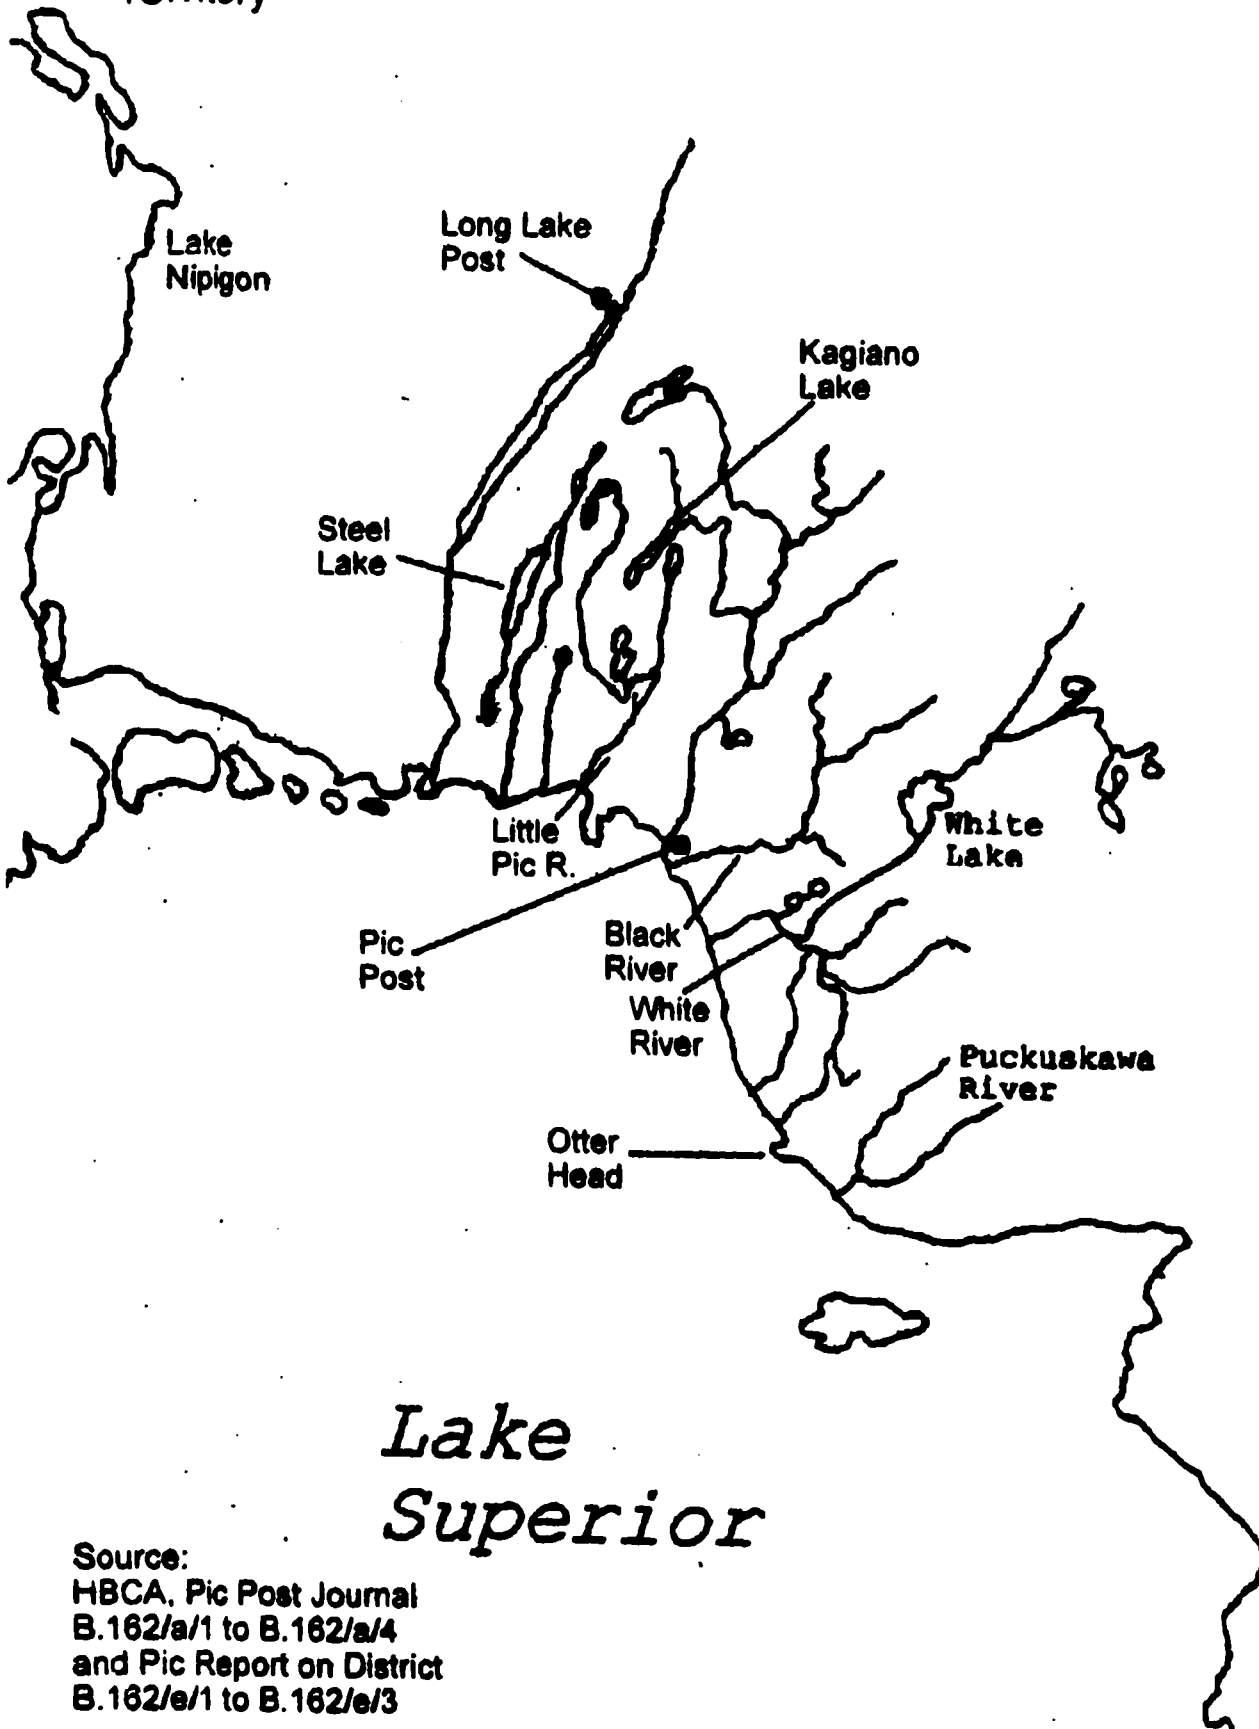 Territory
Lake
Nipigon
Long Lake
Post
Kagiano
Lake
Steel
Lake
White
Lake
Little
Pic R.
Pic
Post
Black
River
White
River
Puckuskawa
River
Otter
Head
Lake
Superior
Source:
HBCA, Pic Post Journal
B.162/a/1 to B.162/a/4
and Pic Report on District
B.162/e/1 to B.162/e/3